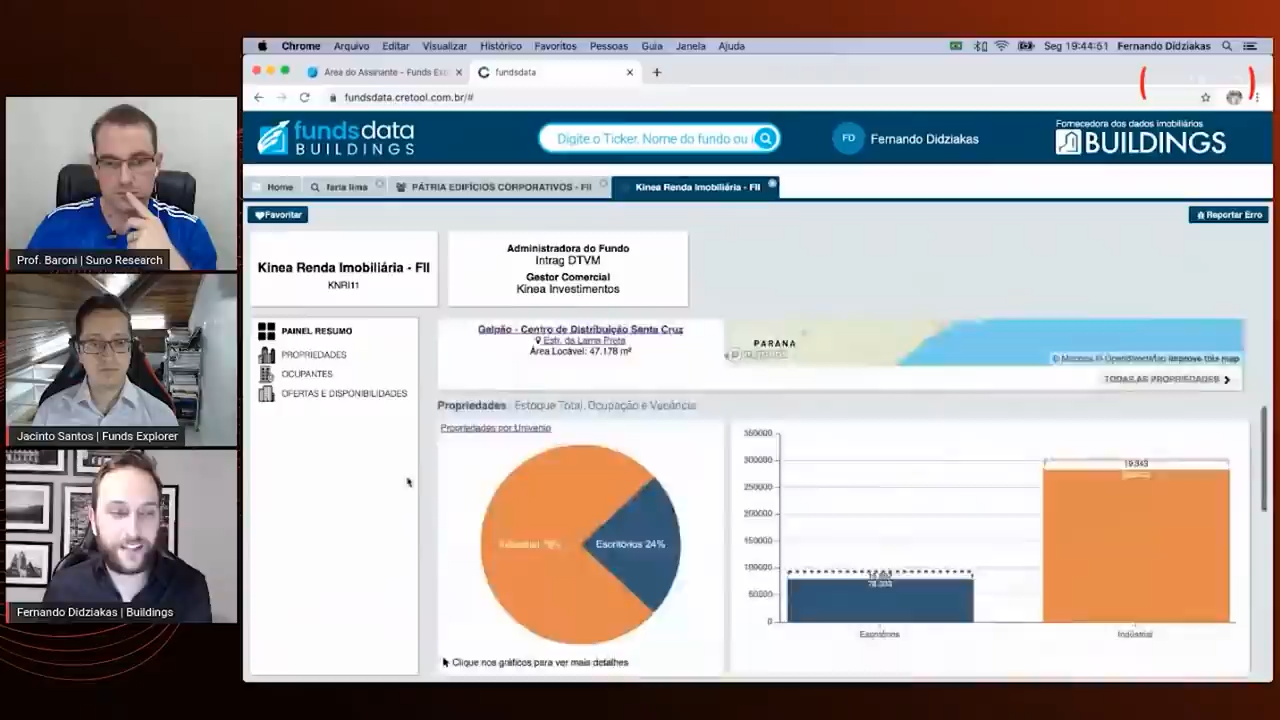 Chrome Arquivo Editar Visualizar Histórico Favoritos Pessoas Guia Janela Ajuda
Seg 19:44:51 Fernando Didziakas
Área do Assinante - Funds Ex
fundsdata
fundsdata.cretool.com.br/#
fundsdata
BUILDINGS
Digite o Ticker, Nome do fundo ou i
FD Fernando Didziakas
Fornecedora dos dados imobiliários
BUILDINGS
Home
faria lima
PÁTRIA EDIFÍCIOS CORPORATIVOS - FII
Kinea Renda Imobiliária - FII
Favoritar
Reportar Erro
Kinea Renda Imobiliária - FII
KNRI11
Administradora do Fundo
Intrag DTVM
Gestor Comercial
Kinea Investimentos
PAINEL RESUMO
PROPRIEDADES
OCUPANTES
OFERTAS E DISPONIBILIDADES
Galpão - Centro de Distribuição Santa Cruz
Estr. da Lama Preta
Área Locável: 47.178 m²
PARANÁ
improve this map
TODAS AS PROPRIEDADES
Propriedades Estoque Total, Ocupação e Vacância
Propriedades por Universo
Escritórios 24%
Clique nos gráficos para ver mais detalhes
350000
300000
250000
200000
150000
100000
50000
0
19.343
Escritórios
Industrial
Prof. Baroni | Suno Research
Jacinto Santos | Funds Explorer
Fernando Didziakas | Buildings